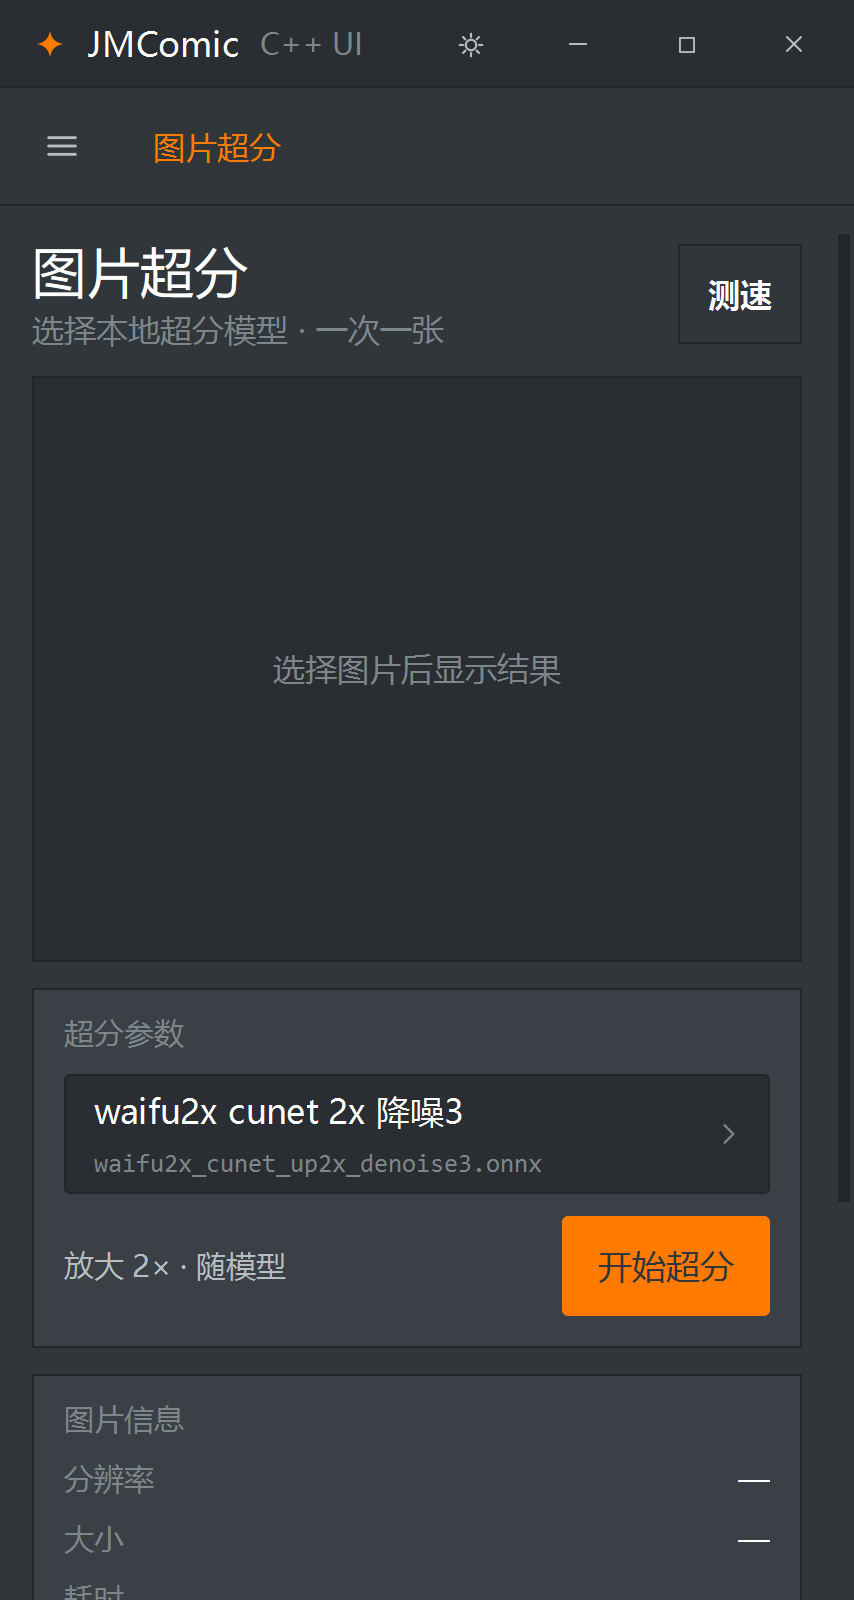 JMComic C++ UI
图片超分
图片超分
测速
选择本地超分模型 · 一次一张
选择图片后显示结果
超分参数
waifu2x cunet 2x 降噪3
waifu2x_cunet_up2x_denoise3.onnx
放大 2× · 随模型
开始超分
图片信息
分辨率 —
大小 —
耗时